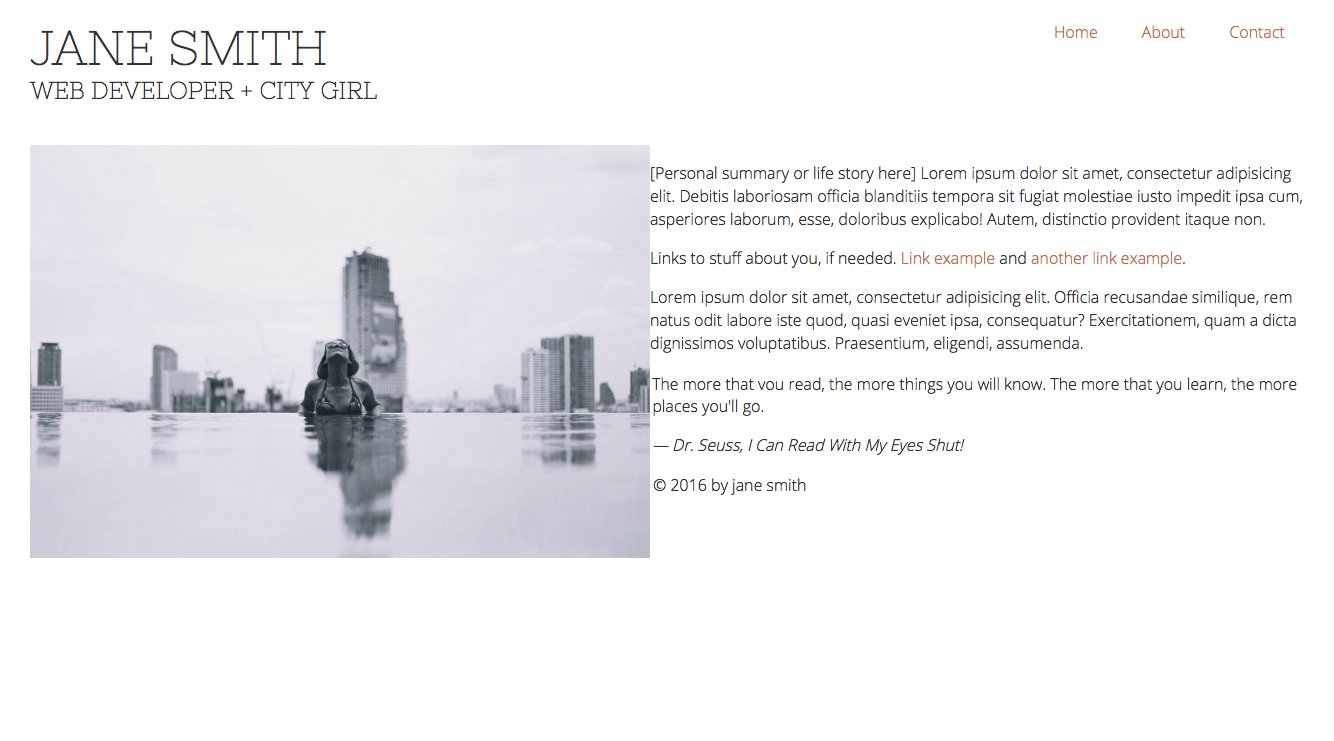 JANE SMITH
WEB DEVELOPER + CITY GIRL
Home About Contact
[Personal summary or life story here] Lorem ipsum dolor sit amet, consectetur adipisicing
elit. Debitis laboriosam officia blanditiis tempora sit fugiat molestiae iusto impedit ipsa cum,
asperiores laborum, esse, doloribus explicabo! Autem, distinctio provident itaque non.
Links to stuff about you, if needed. Link example and another link example.
Lorem ipsum dolor sit amet, consectetur adipisicing elit. Officia recusandae similique, rem
natus odit labore iste quod, quasi eveniet ipsa, consequatur? Exercitationem, quam a dicta
dignissimos voluptatibus. Praesentium, eligendi, assumenda.
The more that you read, the more things you will know. The more that you learn, the more
places you'll go.
— Dr. Seuss, I Can Read With My Eyes Shut!
© 2016 by jane smith